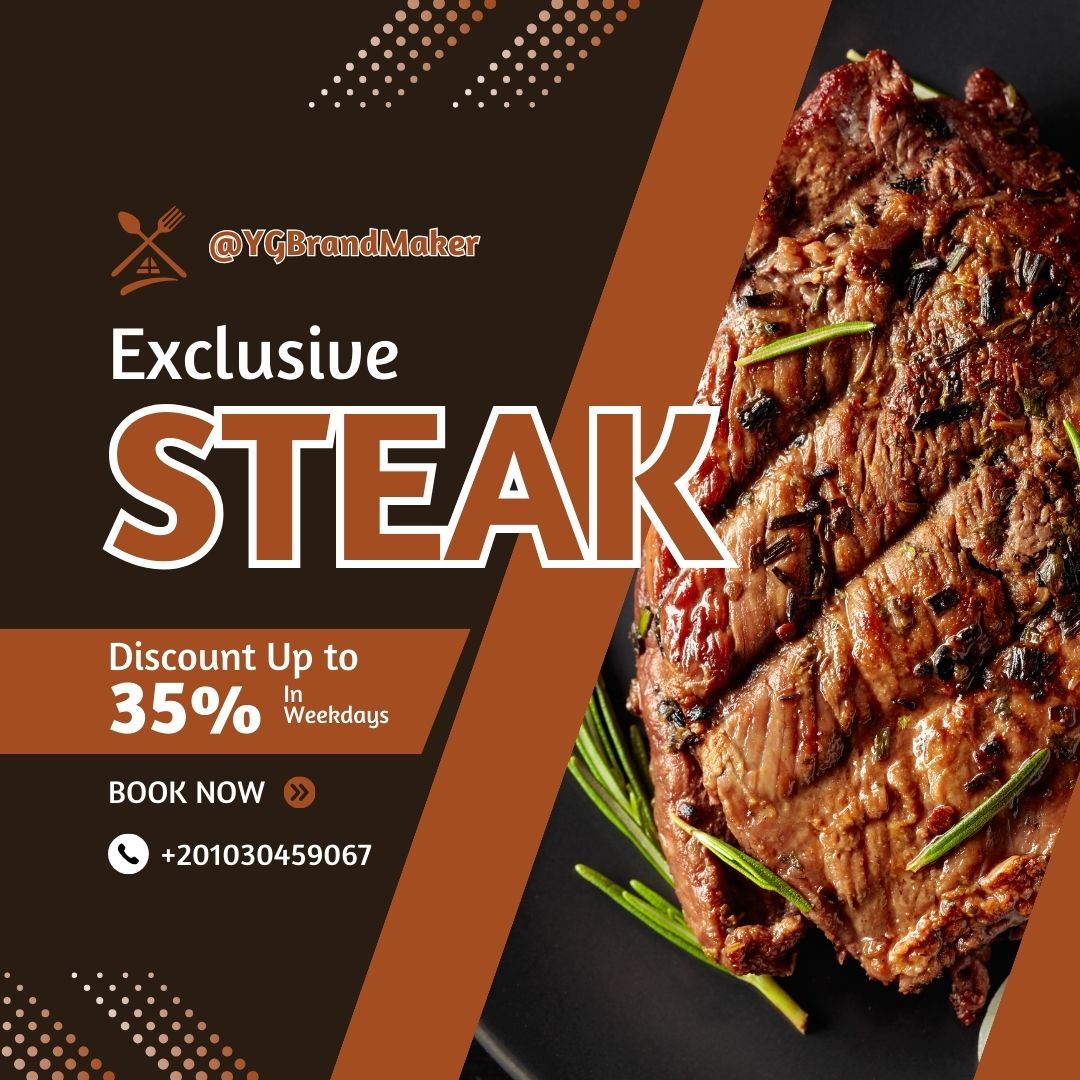 @YGBrandMaker
Exclusive
STEAK
Discount Up to
35%
In
Weekdays
BOOK NOW
+201030459067